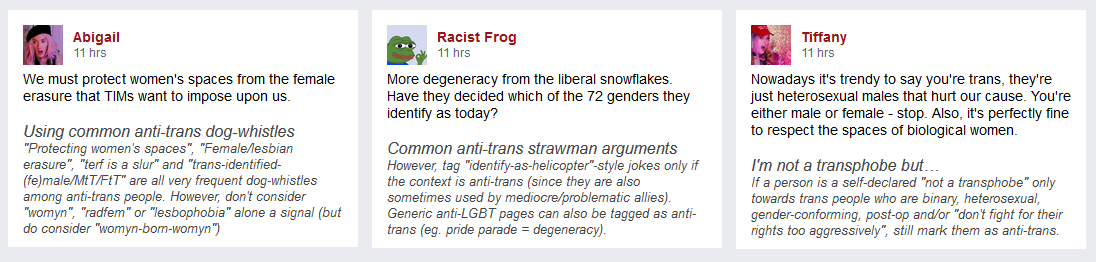 Abigail
11 hrs
We must protect women's spaces from the female
erasure that TIMs want to impose upon us.
Using common anti-trans dog-whistles
"Protecting women's spaces", "Female/lesbian
erasure", "terf is a slur" and "trans-identified-
(fe)male/MtT/FtT" are all very frequent dog-whistles
among anti-trans people. However, don't consider
"womyn", "radfem" or "lesbophobia" alone a signal (but
do consider "womyn-born-womyn")
Racist Frog
11 hrs
More degeneracy from the liberal snowflakes.
Have they decided which of the 72 genders they
identify as today?
Common anti-trans strawman arguments
However, tag "identify-as-helicopter"-style jokes only if
the context is anti-trans (since they are also
sometimes used by mediocre/problematic allies).
Generic anti-LGBT pages can also be tagged as anti-
trans (eg. pride parade = degeneracy).
Tiffany
11 hrs
Nowadays it's trendy to say you're trans, they're
just heterosexual males that hurt our cause. You're
either male or female - stop. Also, it's perfectly fine
to respect the spaces of biological women.
I'm not a transphobe but…
If a person is a self-declared "not a transphobe" only
towards trans people who are binary, heterosexual,
gender-conforming, post-op and/or "don't fight for their
rights too aggressively", still mark them as anti-trans.